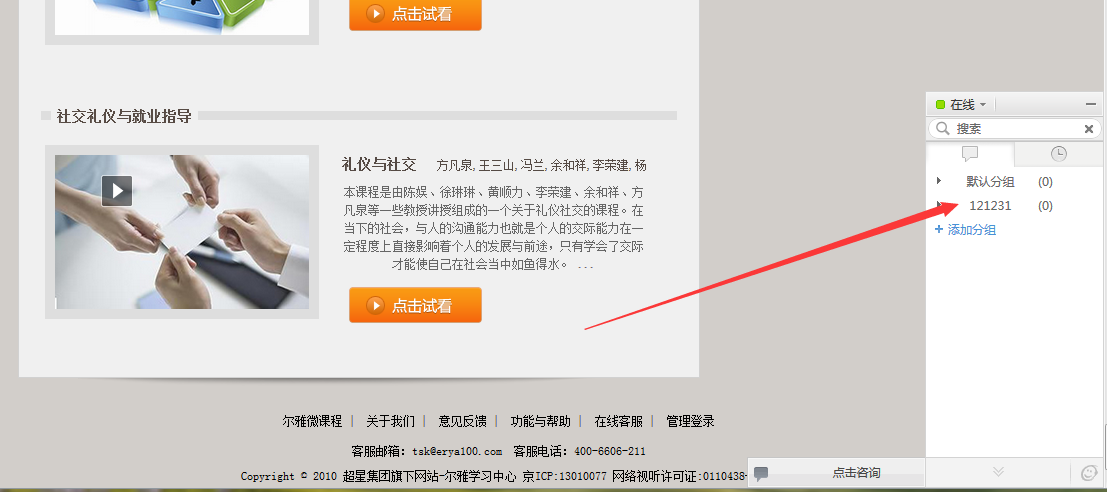 点击试看
社交礼仪与就业指导
礼仪与社交 方凡泉,王三山,冯兰,余和祥,李荣建,杨
本课程是由陈娱、徐琳琳、黄顺力、李荣建、余和祥、方
凡泉等一些教授讲授组成的一个关于礼仪社交的课程。在
当下的社会，与人的沟通能力也就是个人的交际能力在一
定程度上直接影响着个人的发展与前途，只有学会了交际
才能使自己在社会当中如鱼得水。 ...
点击试看
尔雅微课程 | 关于我们 | 意见反馈 | 功能与帮助 | 在线客服 | 管理登录
客服邮箱：tsk@erya100.com 客服电话：400-6606-211
Copyright © 2010 超星集团旗下网站-尔雅学习中心 京ICP:13010077 网络视听许可证:0110438-
在线
搜索
默认分组 (0)
121231 (0)
+ 添加分组
点击咨询